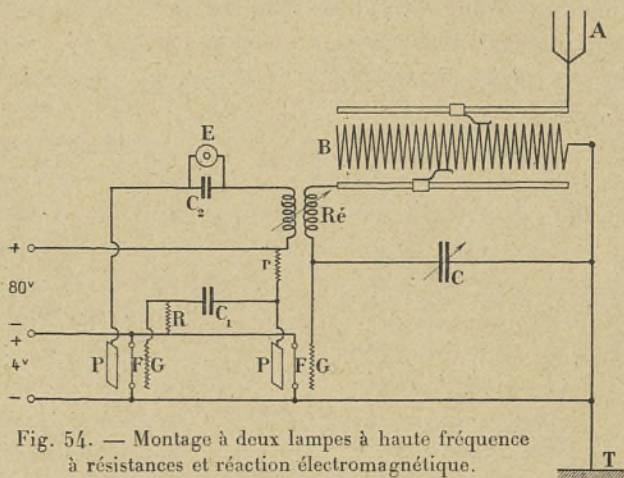 A
E
B
C₂
Ré
+
r
C
80ᵛ
R
C₁
−
+
4ᵛ
P
F
G
P
F
G
−
Fig. 54. — Montage à deux lampes à haute fréquence
à résistances et réaction électromagnétique.
T